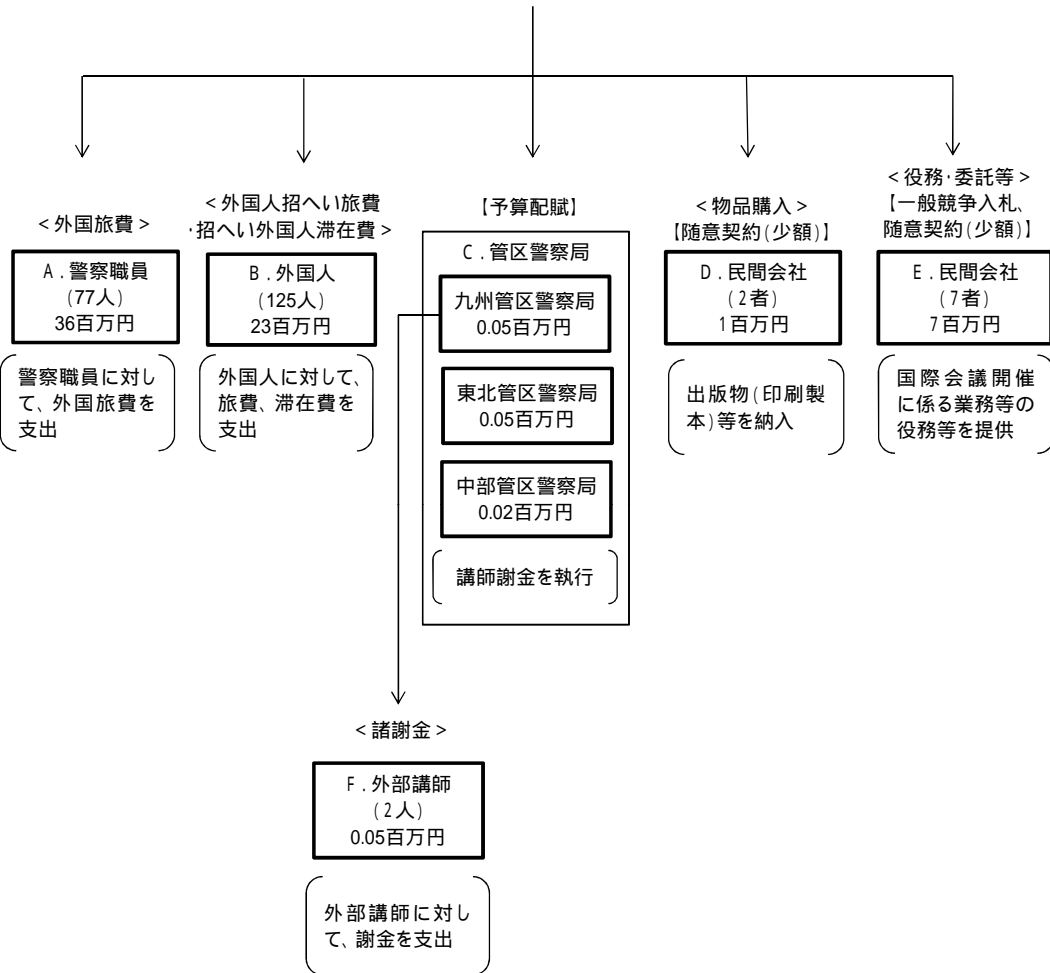 <外国旅費>
A．警察職員
(77人)
36百万円
警察職員に対し
て、外国旅費を
支出
<外国人招へい旅費
・招へい外国人滞在費>
B．外国人
(125人)
23百万円
外国人に対して、
旅費、滞在費を
支出
【予算配賦】
C．管区警察局
九州管区警察局
0.05百万円
東北管区警察局
0.05百万円
中部管区警察局
0.02百万円
講師謝金を執行
<物品購入>
【随意契約(少額)】
D．民間会社
(2者)
1百万円
出版物(印刷製
本)等を納入
<役務・委託等>
【一般競争入札、
随意契約(少額)】
E．民間会社
(7者)
7百万円
国際会議開催
に係る業務等の
役務等を提供
<諸謝金>
F．外部講師
(2人)
0.05百万円
外部講師に対し
て、謝金を支出